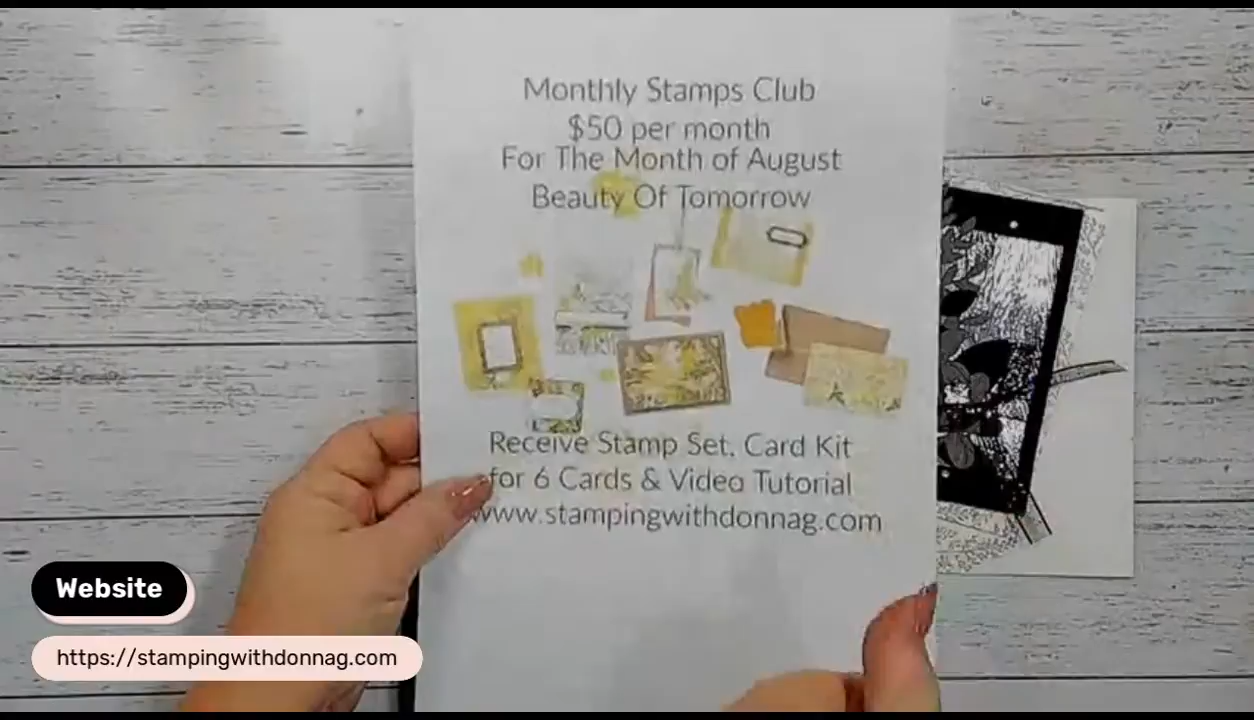 Monthly Stamps Club
$50 per month
For The Month of August
Beauty Of Tomorrow
Receive Stamp Set, Card Kit
for 6 Cards & Video Tutorial
www.stampingwithdonnag.com
Website
https://stampingwithdonnag.com